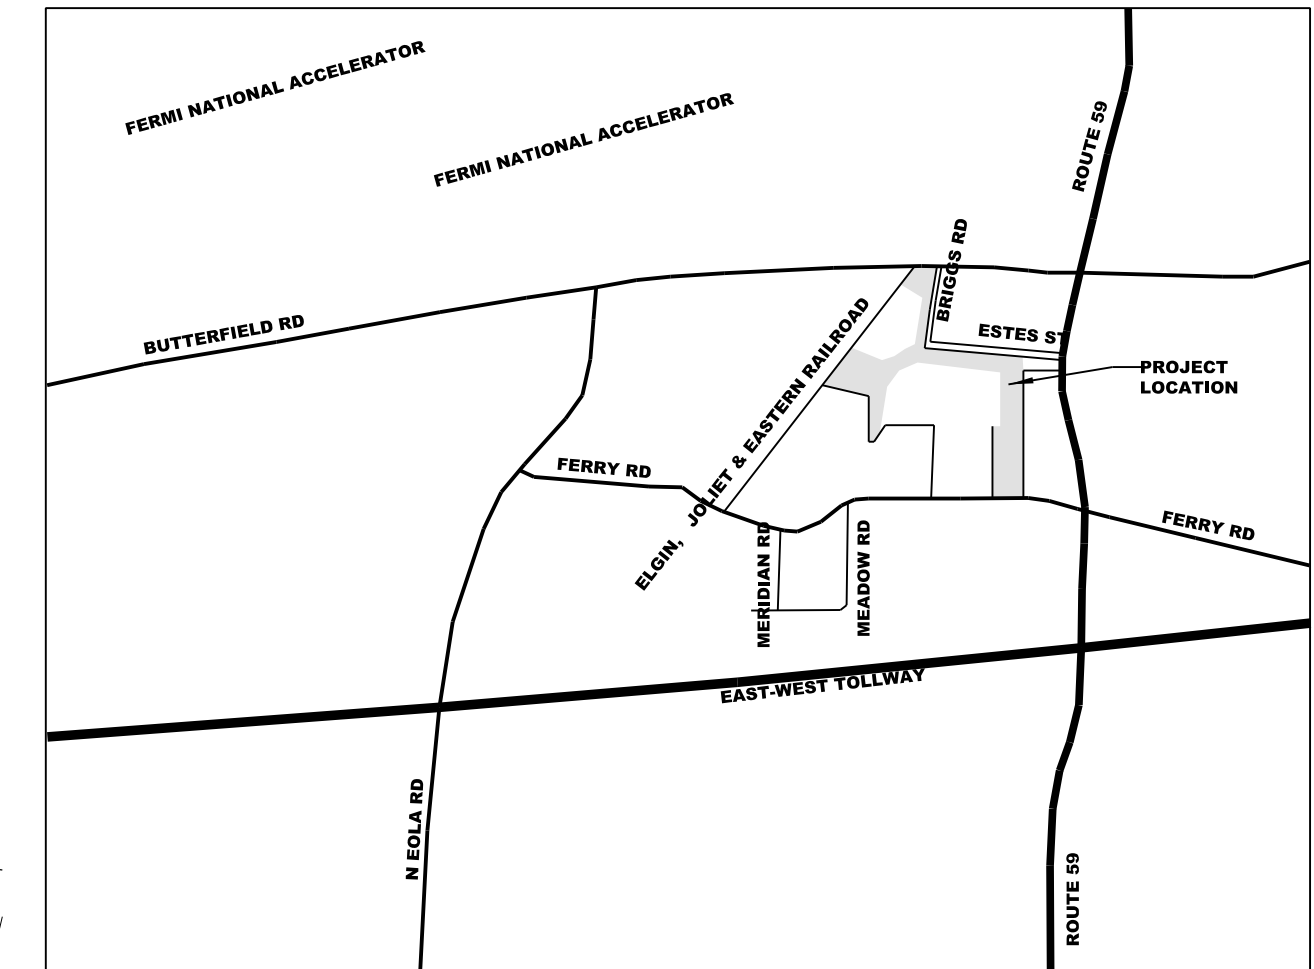 FERMI NATIONAL ACCELERATOR
FERMI NATIONAL ACCELERATOR
ROUTE 59
BRIGGS RD
BUTTERFIELD RD
ESTES ST
PROJECT
LOCATION
ELGIN, JOLIET & EASTERN RAILROAD
FERRY RD
FERRY RD
MERIDIAN RD
MEADOW RD
EAST-WEST TOLLWAY
N EOLA RD
ROUTE 59